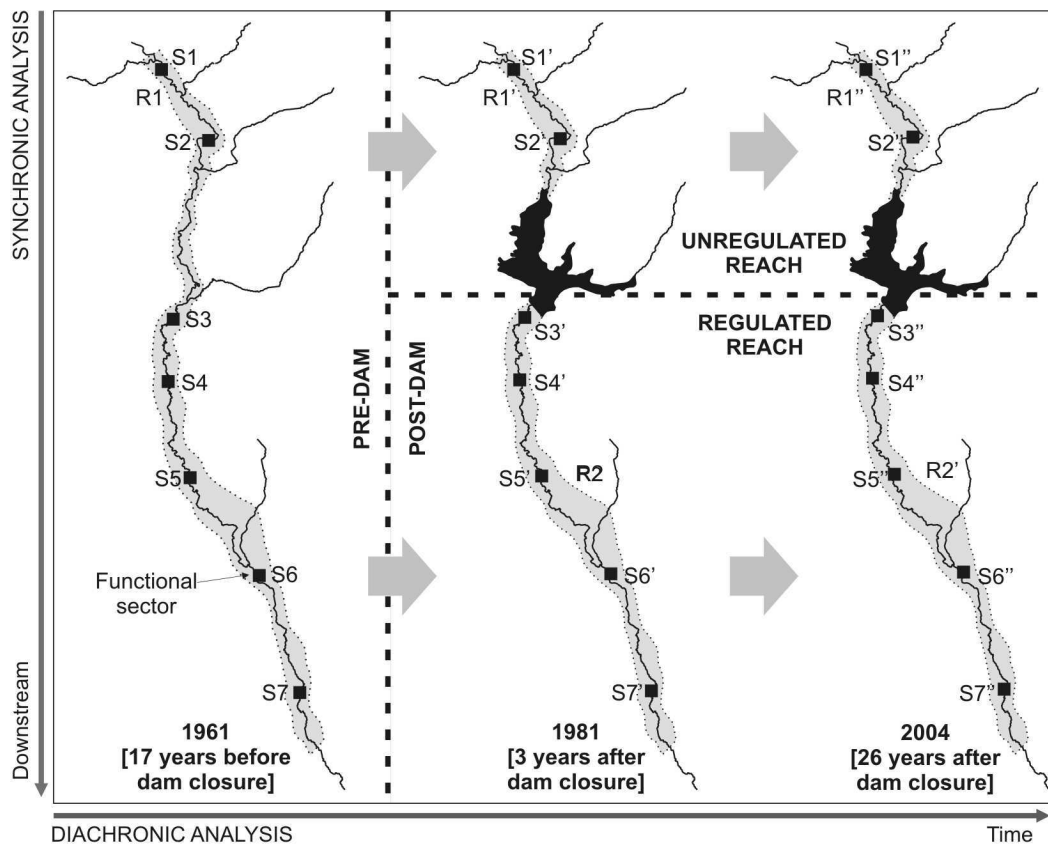 SYNCHRONIC ANALYSIS
Downstream
S1
R1
S2
S3
S4
S5
S6
Functional
sector
S7
1961
[17 years before
dam closure]
PRE-DAM
POST-DAM
S1’
R1’
S2’
UNREGULATED
REACH
REGULATED
REACH
S3’
S4’
S5’
R2
S6’
S7’
1981
[3 years after
dam closure]
S1’’
R1’’
S2’’
S3’’
S4’’
S5’’
R2’
S6’’
S7’’
2004
[26 years after
dam closure]
DIACHRONIC ANALYSIS
Time